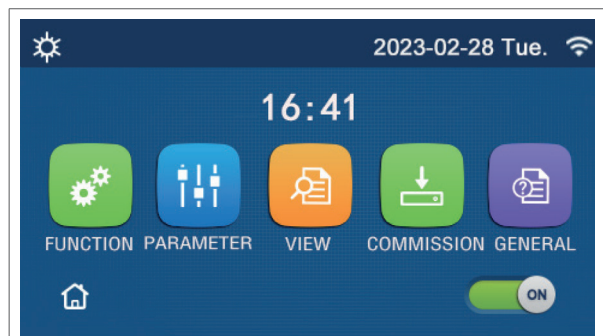 2023-02-28 Tue.
16:41
FUNCTION PARAMETER VIEW COMMISSION GENERAL
ON